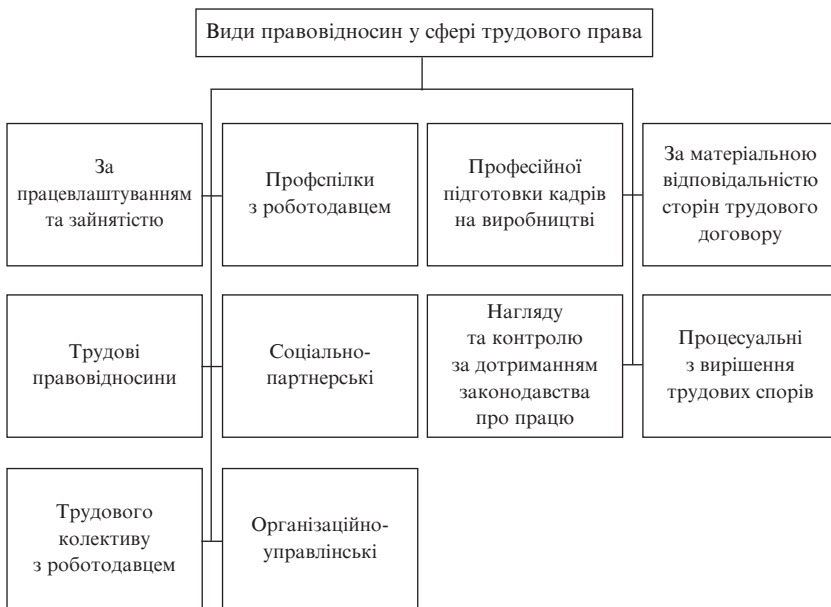 Види правовідносин у сфері трудового права
За
працевлаштуванням
та зайнятістю
Профспілки
з роботодавцем
Професійної
підготовки кадрів
на виробництві
За матеріальною
відповідальністю
сторін трудового
договору
Трудові
правовідносини
Соціально-
партнерські
Нагляду
та контролю
за дотриманням
законодавства
про працю
Процесуальні
з вирішення
трудових спорів
Трудового
колективу
з роботодавцем
Організаційно-
управлінські